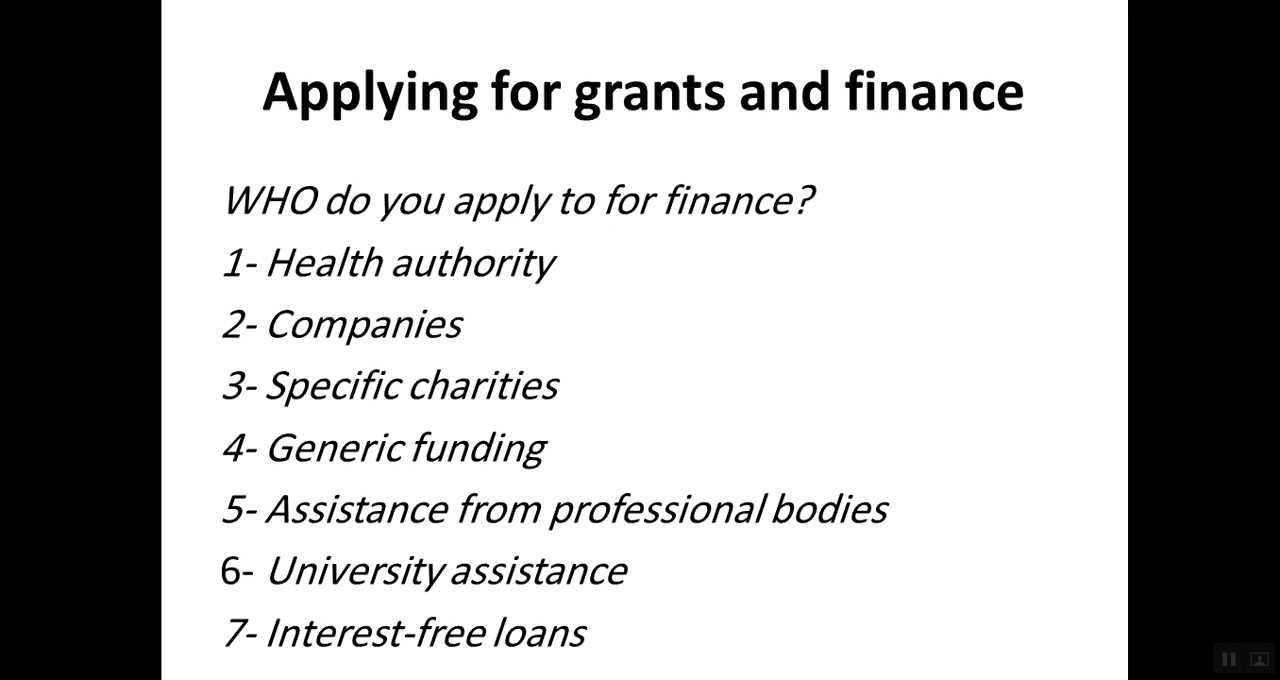 Applying for grants and finance
WHO do you apply to for finance?
1- Health authority
2- Companies
3- Specific charities
4- Generic funding
5- Assistance from professional bodies
6- University assistance
7- Interest-free loans